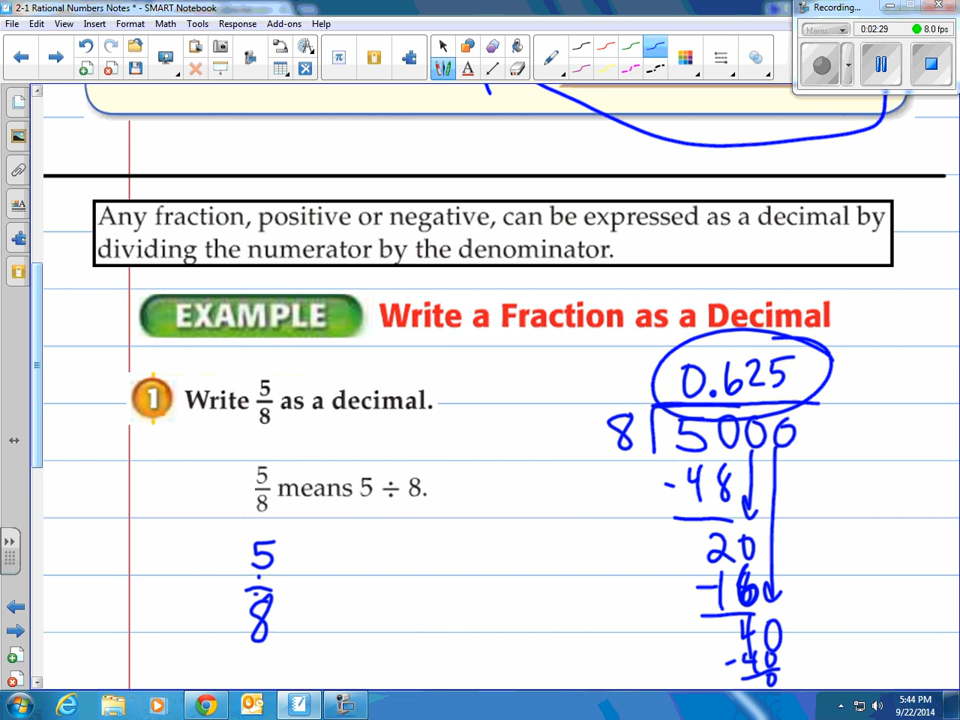 2-1 Rational Numbers Notes * - SMART Notebook
File Edit View Insert Format Math Tools Response Add-ons Help
Recording...
Menu
0:02:29
8.0 fps
Any fraction, positive or negative, can be expressed as a decimal by
dividing the numerator by the denominator.
EXAMPLE Write a Fraction as a Decimal
1 Write 5/8 as a decimal.
5/8 means 5 ÷ 8.
5
÷
8
0.625
8 5000
-48
20
-16
40
-40
0
5:44 PM
9/22/2014